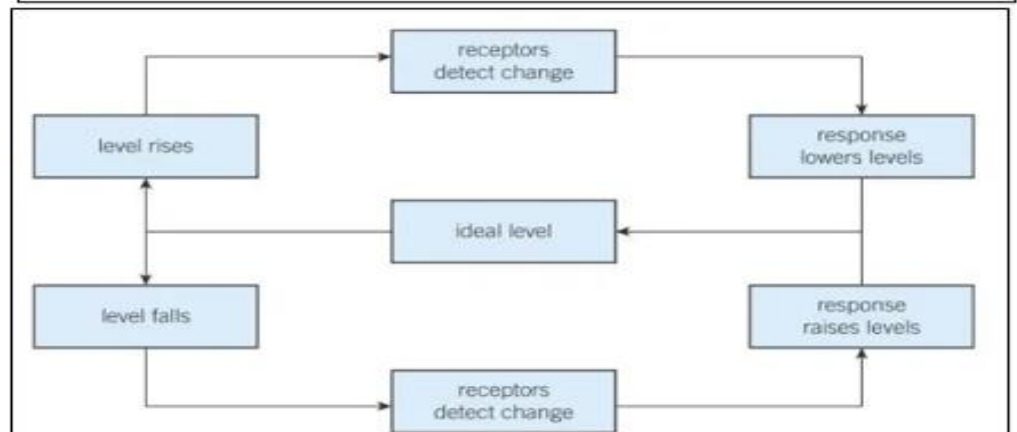 receptors
detect change
level rises
response
lowers levels
ideal level
level falls
response
raises levels
receptors
detect change